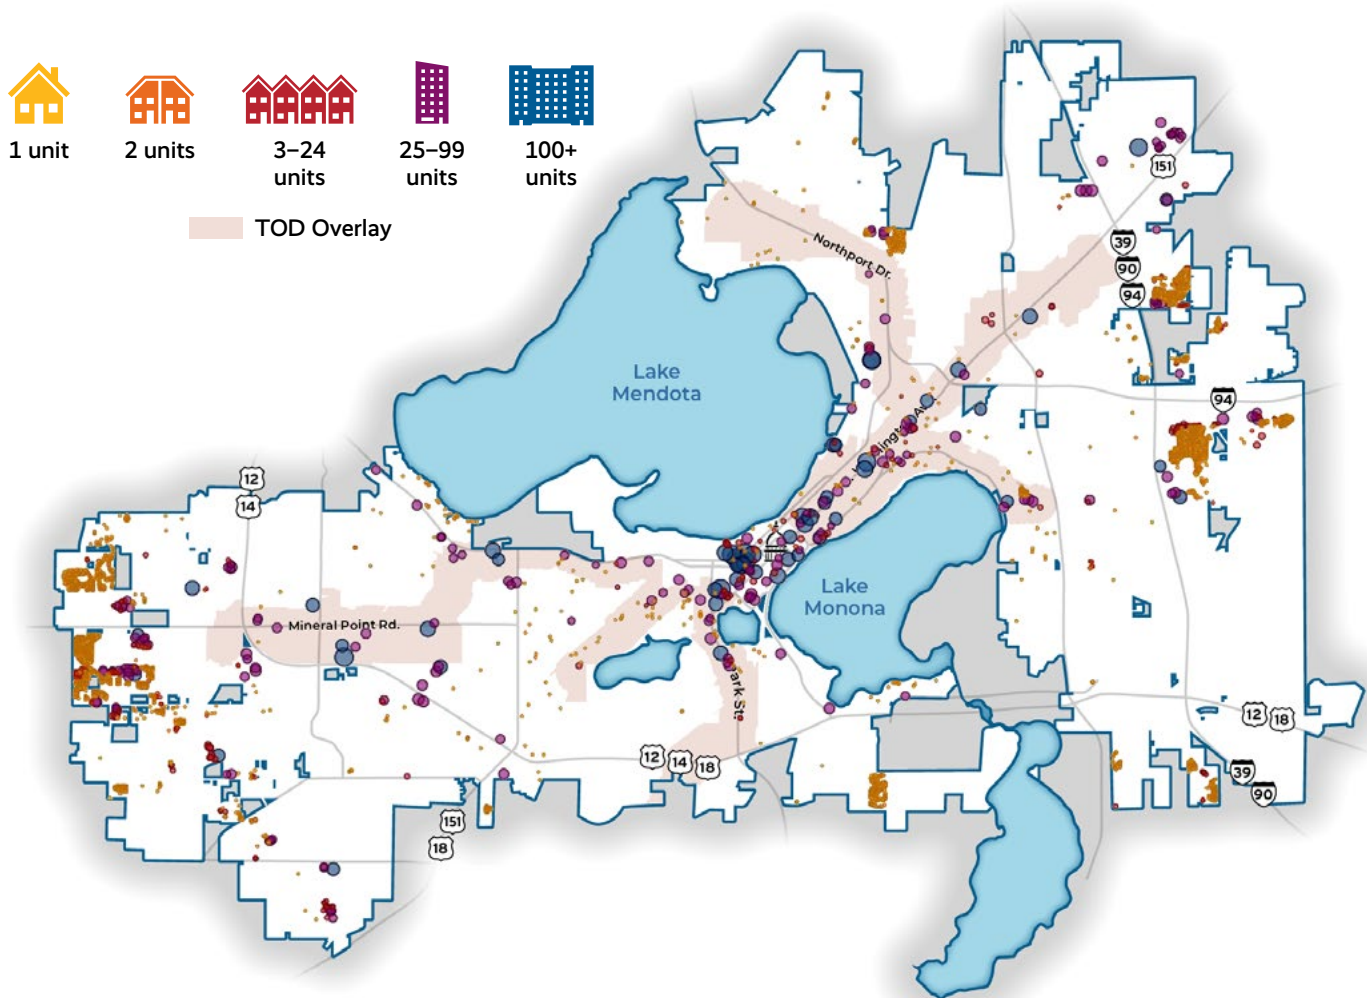 1 unit
2 units
3–24
units
25–99
units
100+
units
TOD Overlay
151
Northport Dr.
39
90
94
Lake
Mendota
94
12
14
Lake
Monona
Mineral Point Rd.
12
14
18
12
18
39
90
151
18